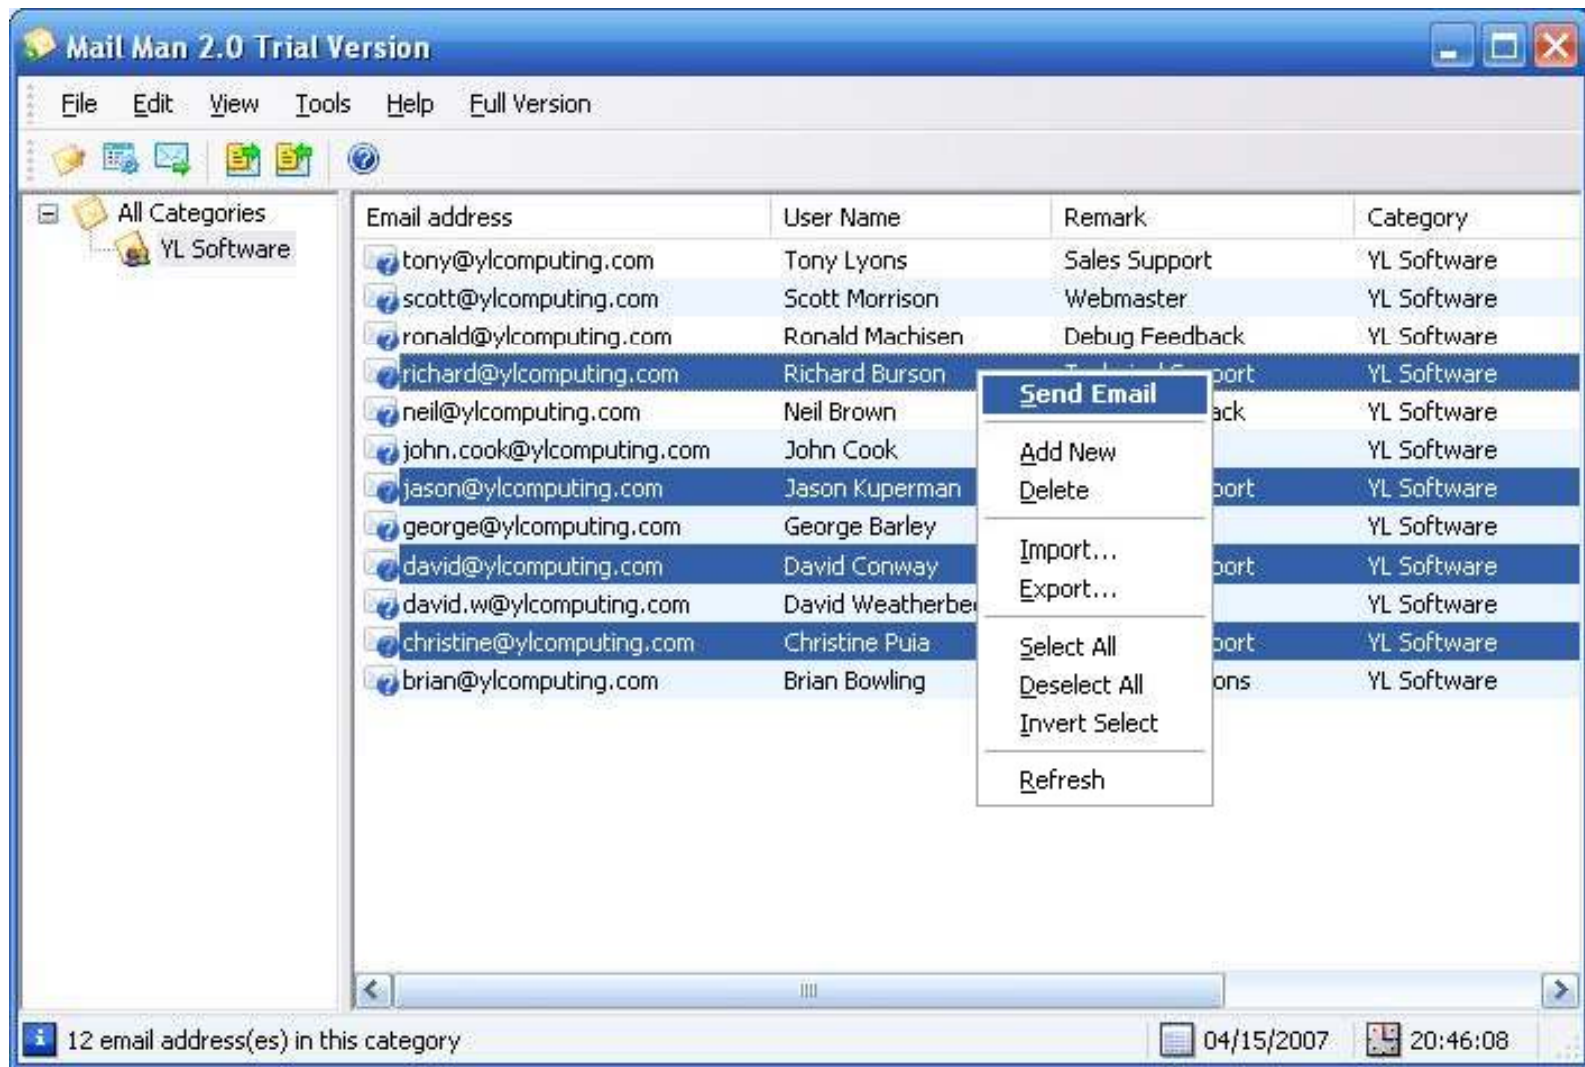 Mail Man 2.0 Trial Version
File Edit View Tools Help Full Version
All Categories
YL Software
Email address User Name Remark Category
tony@ylcomputing.com Tony Lyons Sales Support YL Software
scott@ylcomputing.com Scott Morrison Webmaster YL Software
ronald@ylcomputing.com Ronald Machisen Debug Feedback YL Software
richard@ylcomputing.com Richard Burson YL Software
neil@ylcomputing.com Neil Brown YL Software
john.cook@ylcomputing.com John Cook YL Software
jason@ylcomputing.com Jason Kuperman YL Software
george@ylcomputing.com George Barley YL Software
david@ylcomputing.com David Conway YL Software
david.w@ylcomputing.com David YL Software
christine@ylcomputing.com Christine Puia YL Software
brian@ylcomputing.com Brian Bowling YL Software
Send Email
Add New
Delete
Import...
Export...
Select All
Deselect All
Invert Select
Refresh
12 email address(es) in this category 04/15/2007 20:46:08